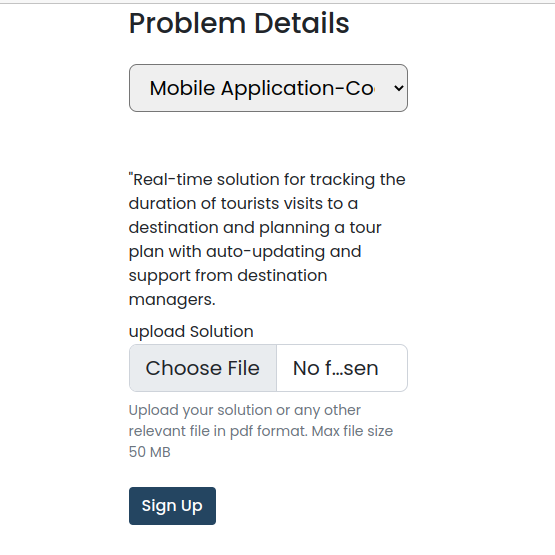 Problem Details
Mobile Application-Co
"Real-time solution for tracking the
duration of tourists visits to a
destination and planning a tour
plan with auto-updating and
support from destination
managers.
upload Solution
Choose File No f...sen
Upload your solution or any other
relevant file in pdf format. Max file size
50 MB
Sign Up